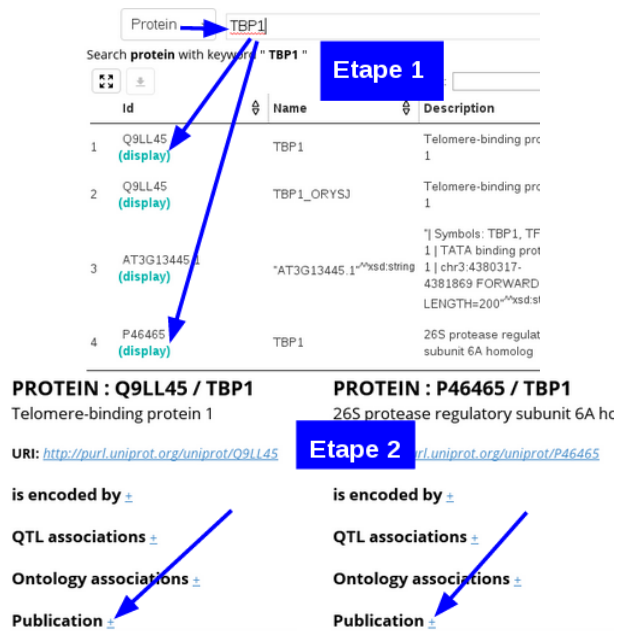 Protein TBP1
Search protein with keyword " TBP1 "
Etape 1
Id Name Description
1 Q9LL45 (display) TBP1 Telomere-binding pro 1
2 Q9LL45 (display) TBP1_ORYSJ Telomere-binding pro 1
3 AT3G13445.1 (display) "AT3G13445.1"^^xsd:string "| Symbols: TBP1, TF 1 | TATA binding prot 1 | chr3:4380317-4381869 FORWARD LENGTH=200"^^xsd:st
4 P46465 (display) TBP1 26S protease regulat subunit 6A homolog
PROTEIN : Q9LL45 / TBP1 PROTEIN : P46465 / TBP1
Telomere-binding protein 1 26S protease regulatory subunit 6A ho
Etape 2
URI: http://purl.uniprot.org/uniprot/Q9LL45 rl.uniprot.org/uniprot/P46465
is encoded by + is encoded by +
QTL associations + QTL associations +
Ontology associations + Ontology associations +
Publication + Publication +